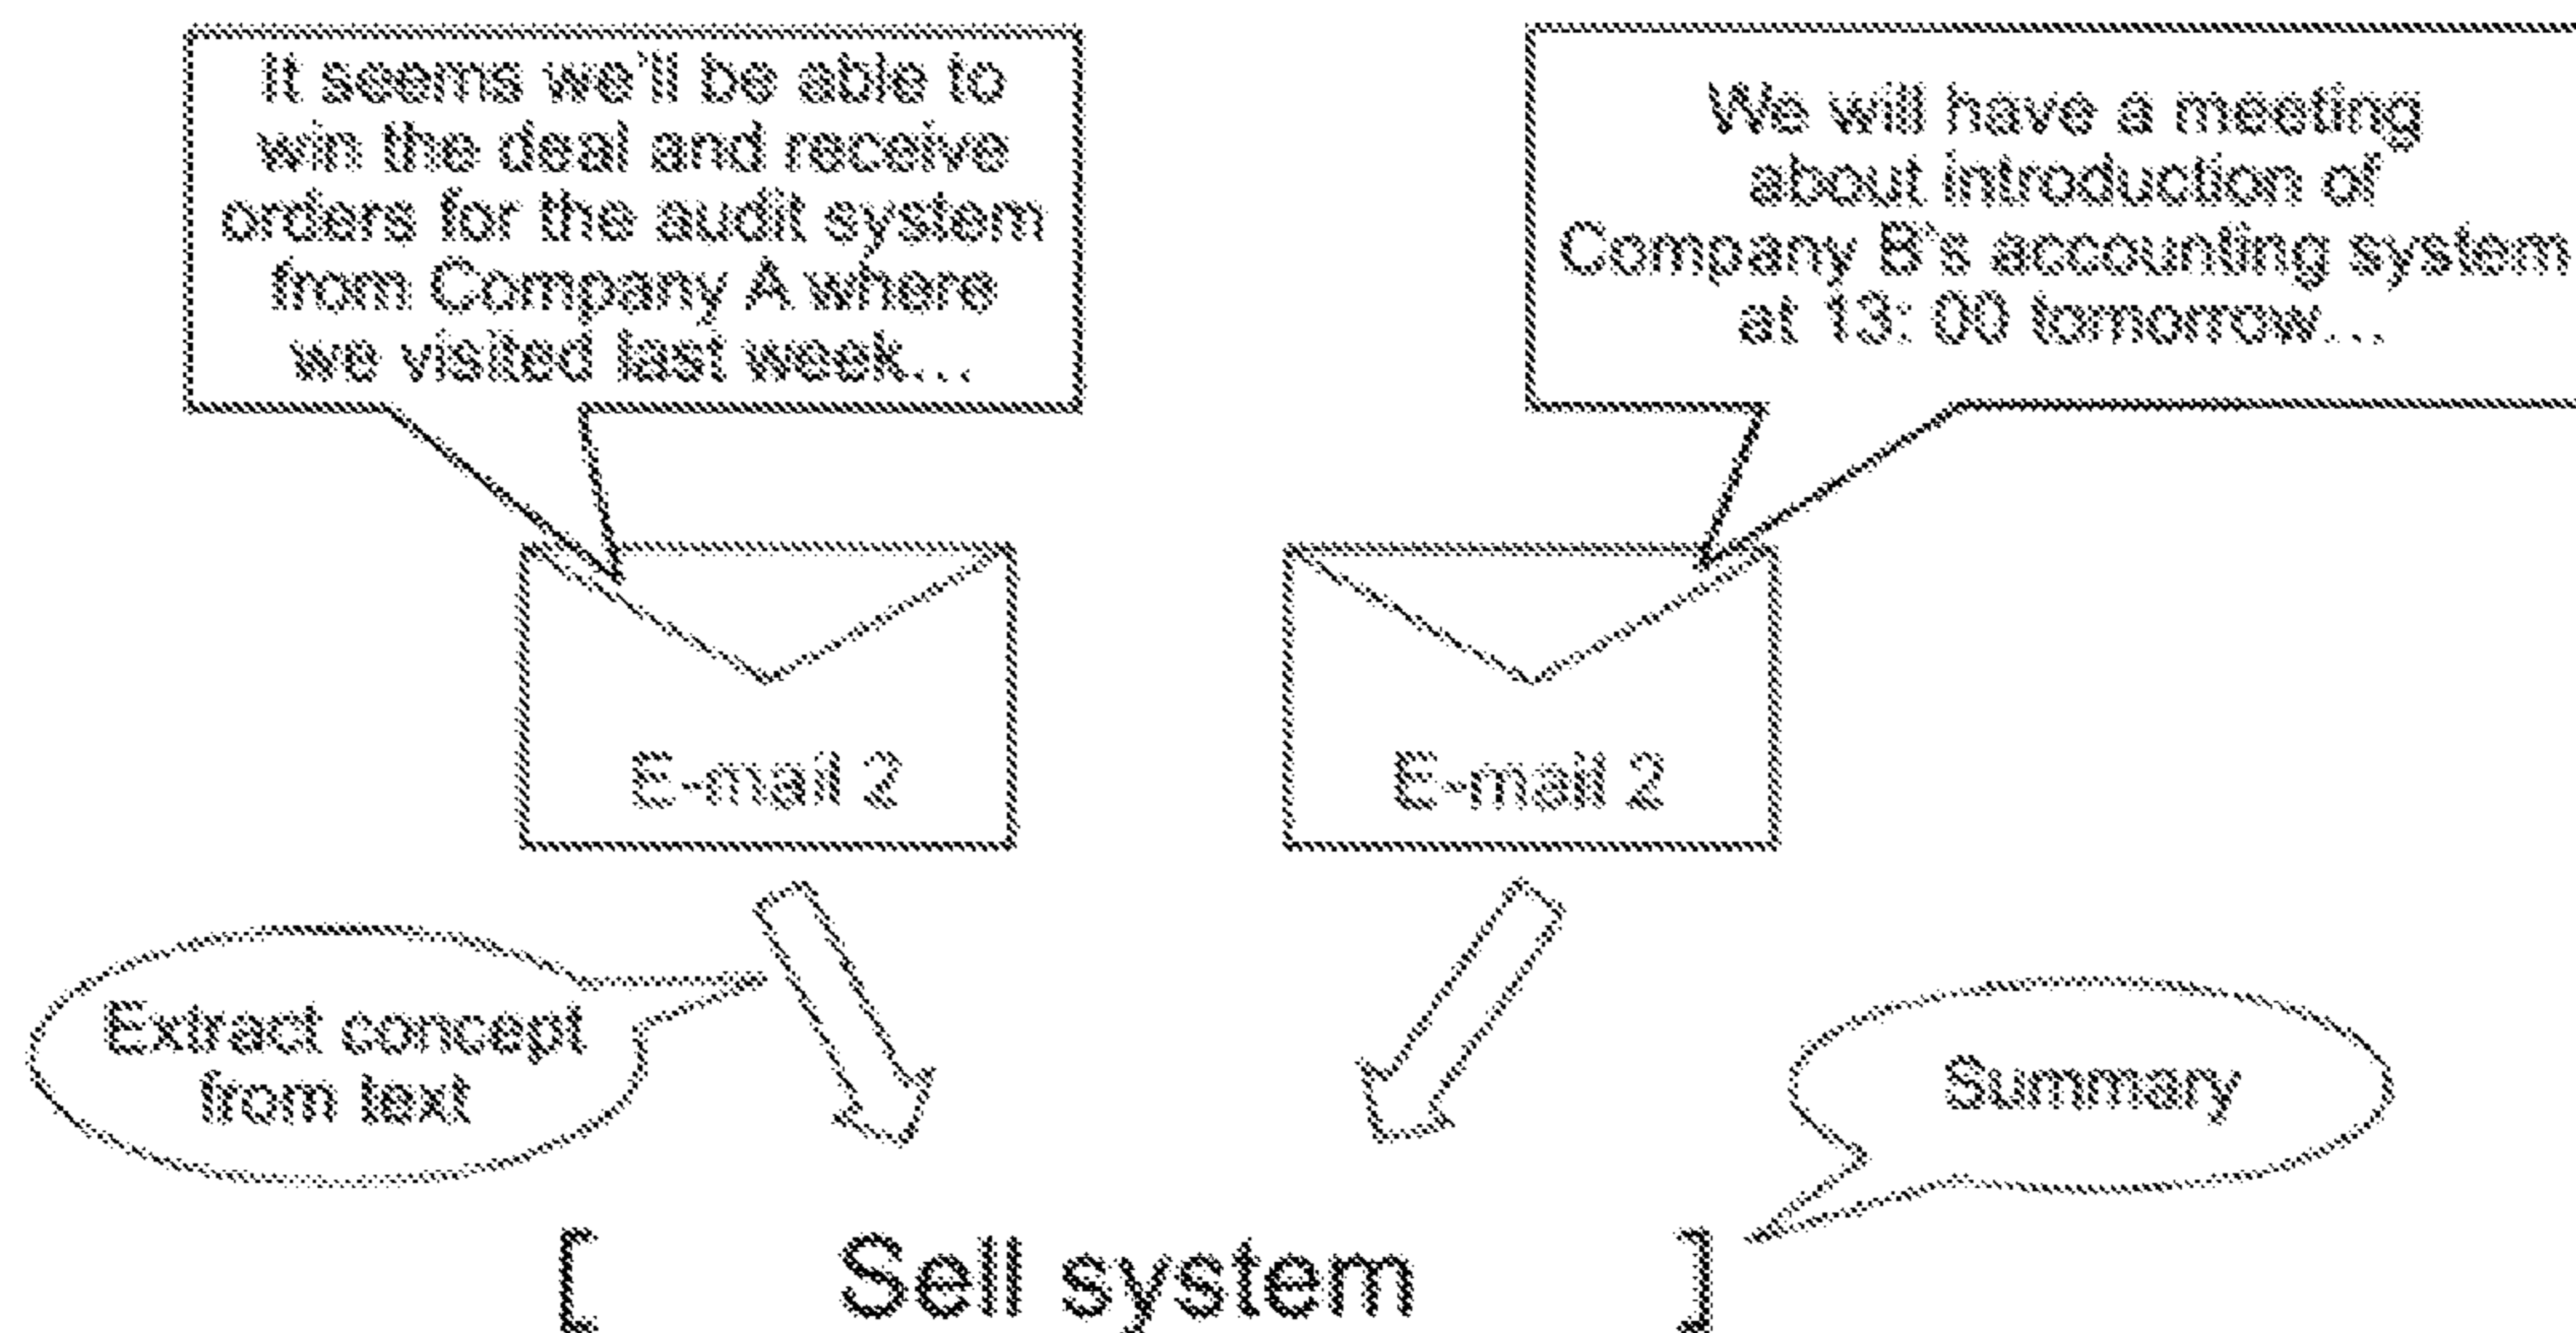 It seems we'll be able to
win the deal and receive
orders for the audit system
from Company A where
we visited last week...
We will have a meeting
about introduction of
Company B's accounting system
at 13: 00 tomorrow...
E-mail 2
E-mail 2
Extract concept
from text
Summary
[ Sell system ]